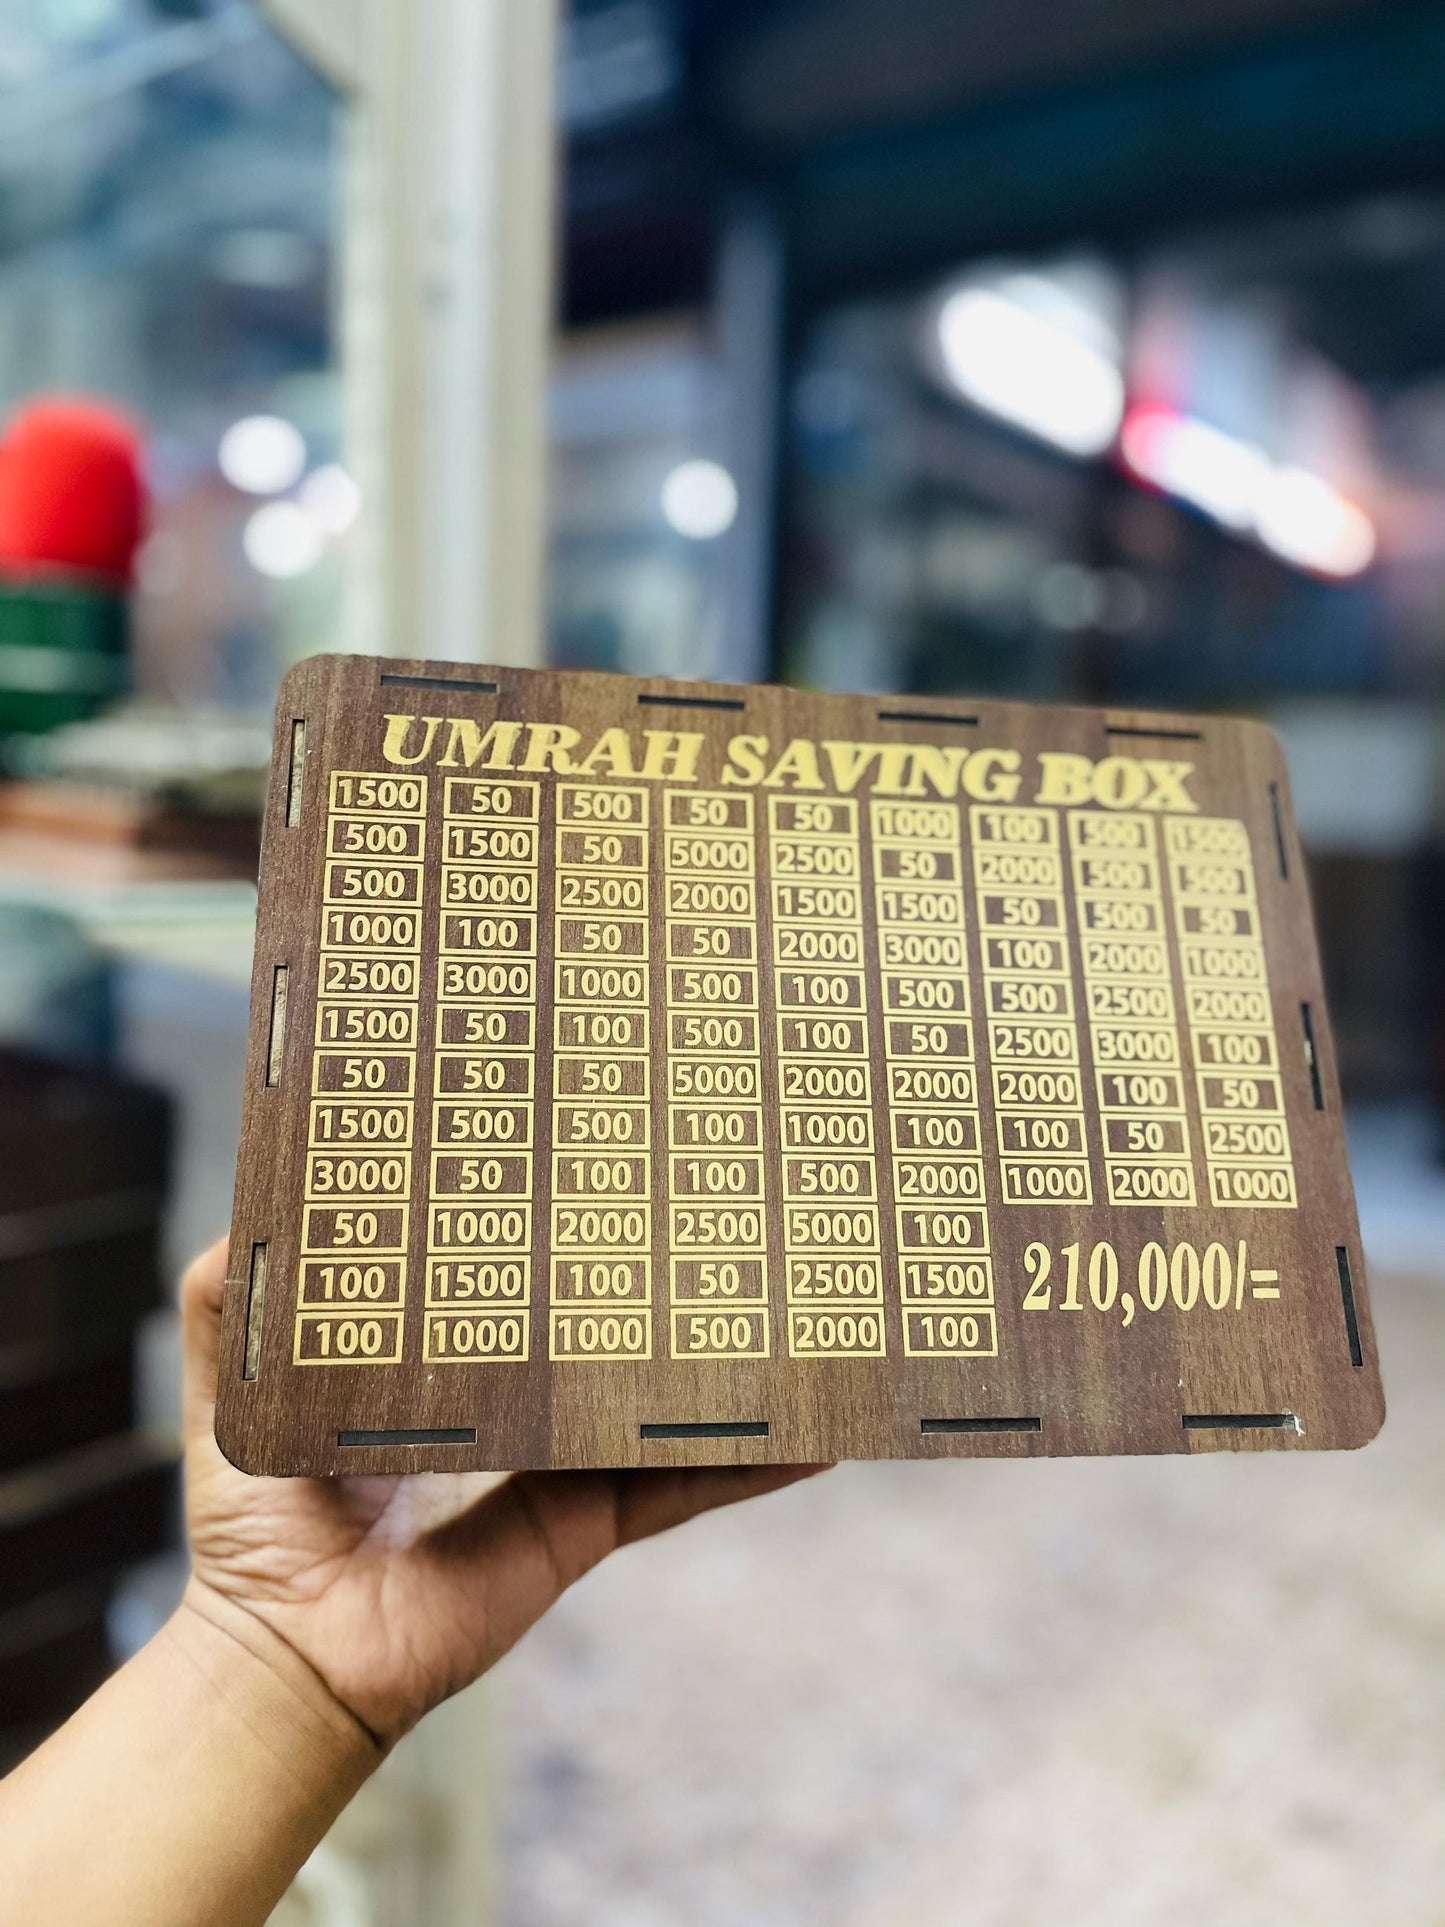 UMRAH SAVING BOX
1500 50 500 50 50 1000 100 500 1500
500 1500 50 5000 2500 50 2000 500 500
500 3000 2500 2000 1500 1500 50 500 50
1000 100 50 50 2000 3000 100 2000 1000
2500 3000 1000 500 100 500 500 2500 2000
1500 50 100 500 100 50 2500 3000 100
50 50 50 5000 2000 2000 2000 100 50
1500 500 500 100 1000 100 100 50 2500
3000 50 100 100 500 2000 1000 2000 1000
50 1000 2000 2500 5000 100
100 1500 100 50 2500 1500
100 1000 1000 500 2000 100
210,000/=